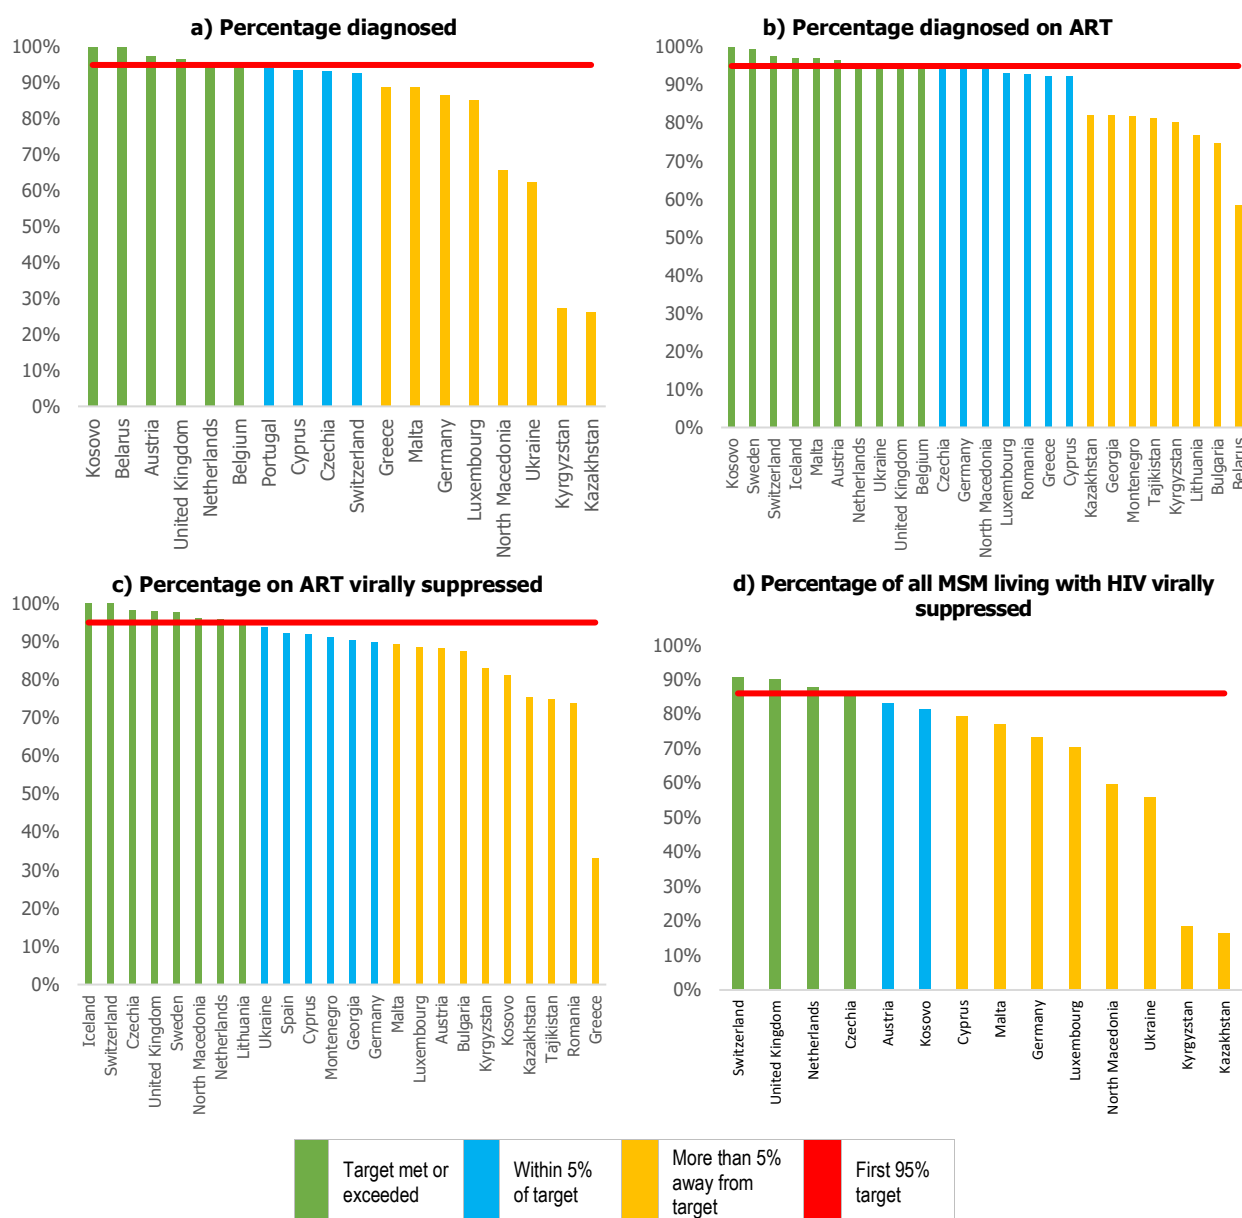 a) Percentage diagnosed
100%
90%
80%
70%
60%
50%
40%
30%
20%
10%
0%
Kosovo
Belarus
Austria
United Kingdom
Netherlands
Belgium
Portugal
Cyprus
Czechia
Switzerland
Greece
Malta
Germany
Luxembourg
North Macedonia
Ukraine
Kyrgyzstan
Kazakhstan
b) Percentage diagnosed on ART
100%
90%
80%
70%
60%
50%
40%
30%
20%
10%
0%
Kosovo
Sweden
Switzerland
Iceland
Malta
Austria
Netherlands
Ukraine
United Kingdom
Belgium
Czechia
Germany
North Macedonia
Luxembourg
Romania
Greece
Cyprus
Kazakhstan
Georgia
Montenegro
Tajikistan
Kyrgyzstan
Lithuania
Bulgaria
Belarus
c) Percentage on ART virally suppressed
100%
90%
80%
70%
60%
50%
40%
30%
20%
10%
0%
Iceland
Switzerland
Czechia
United Kingdom
Sweden
North Macedonia
Netherlands
Lithuania
Ukraine
Spain
Cyprus
Montenegro
Georgia
Germany
Malta
Luxembourg
Austria
Bulgaria
Kyrgyzstan
Kosovo
Kazakhstan
Tajikistan
Romania
Greece
d) Percentage of all MSM living with HIV virally
suppressed
100%
90%
80%
70%
60%
50%
40%
30%
20%
10%
0%
Switzerland
United Kingdom
Netherlands
Czechia
Austria
Kosovo
Cyprus
Malta
Germany
Luxembourg
North Macedonia
Ukraine
Kyrgyzstan
Kazakhstan
Target met or
exceeded
Within 5%
of target
More than 5%
away from
target
First 95%
target